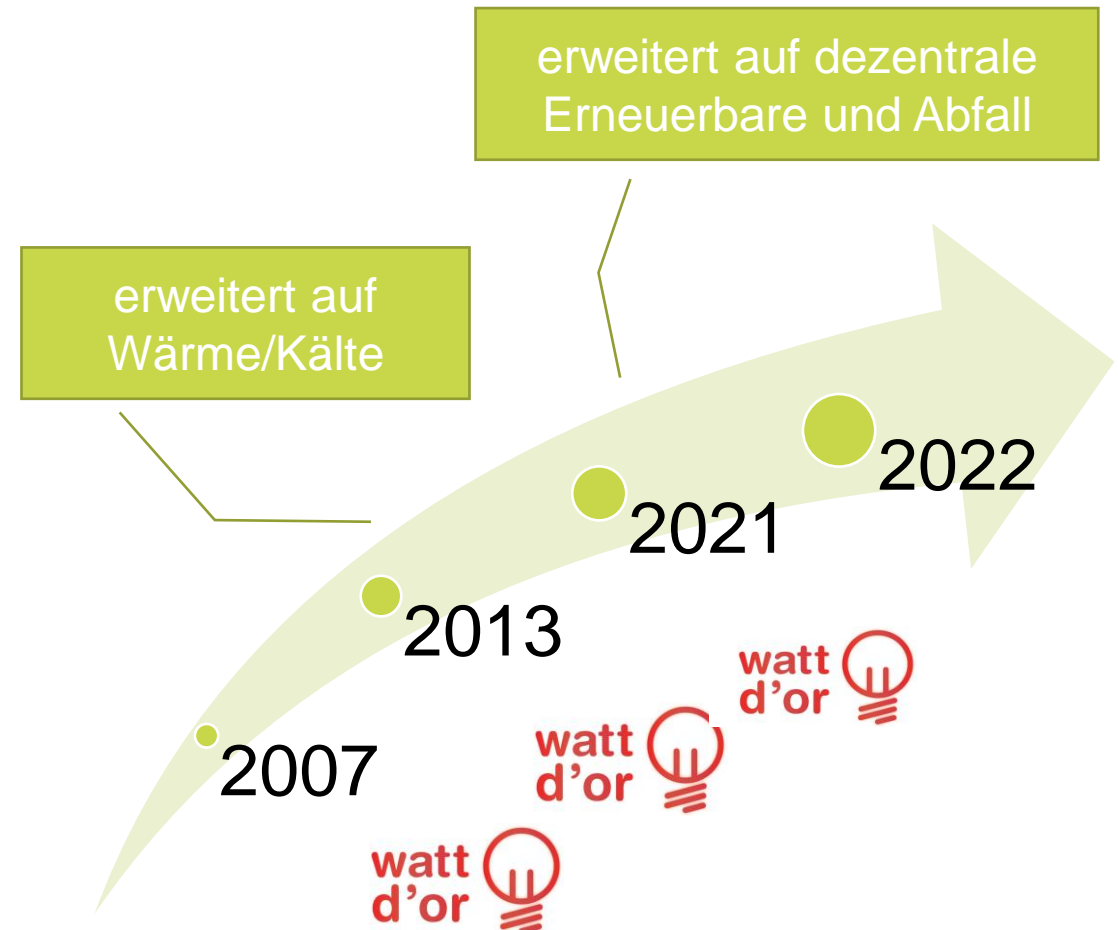 erweitert auf dezentrale
Erneuerbare und Abfall
erweitert auf
Wärme/Kälte
2022
2021
2013
2007
watt
d'or
watt
d'or
watt
d'or